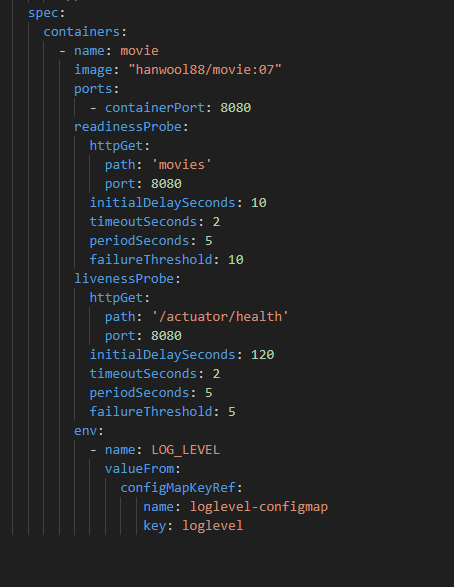 spec:
  containers:
    - name: movie
      image: "hanwool88/movie:07"
      ports:
        - containerPort: 8080
      readinessProbe:
        httpGet:
          path: 'movies'
          port: 8080
        initialDelaySeconds: 10
        timeoutSeconds: 2
        periodSeconds: 5
        failureThreshold: 10
      livenessProbe:
        httpGet:
          path: '/actuator/health'
          port: 8080
        initialDelaySeconds: 120
        timeoutSeconds: 2
        periodSeconds: 5
        failureThreshold: 5
      env:
        - name: LOG_LEVEL
          valueFrom:
            configMapKeyRef:
               name: loglevel-configmap
               key: loglevel